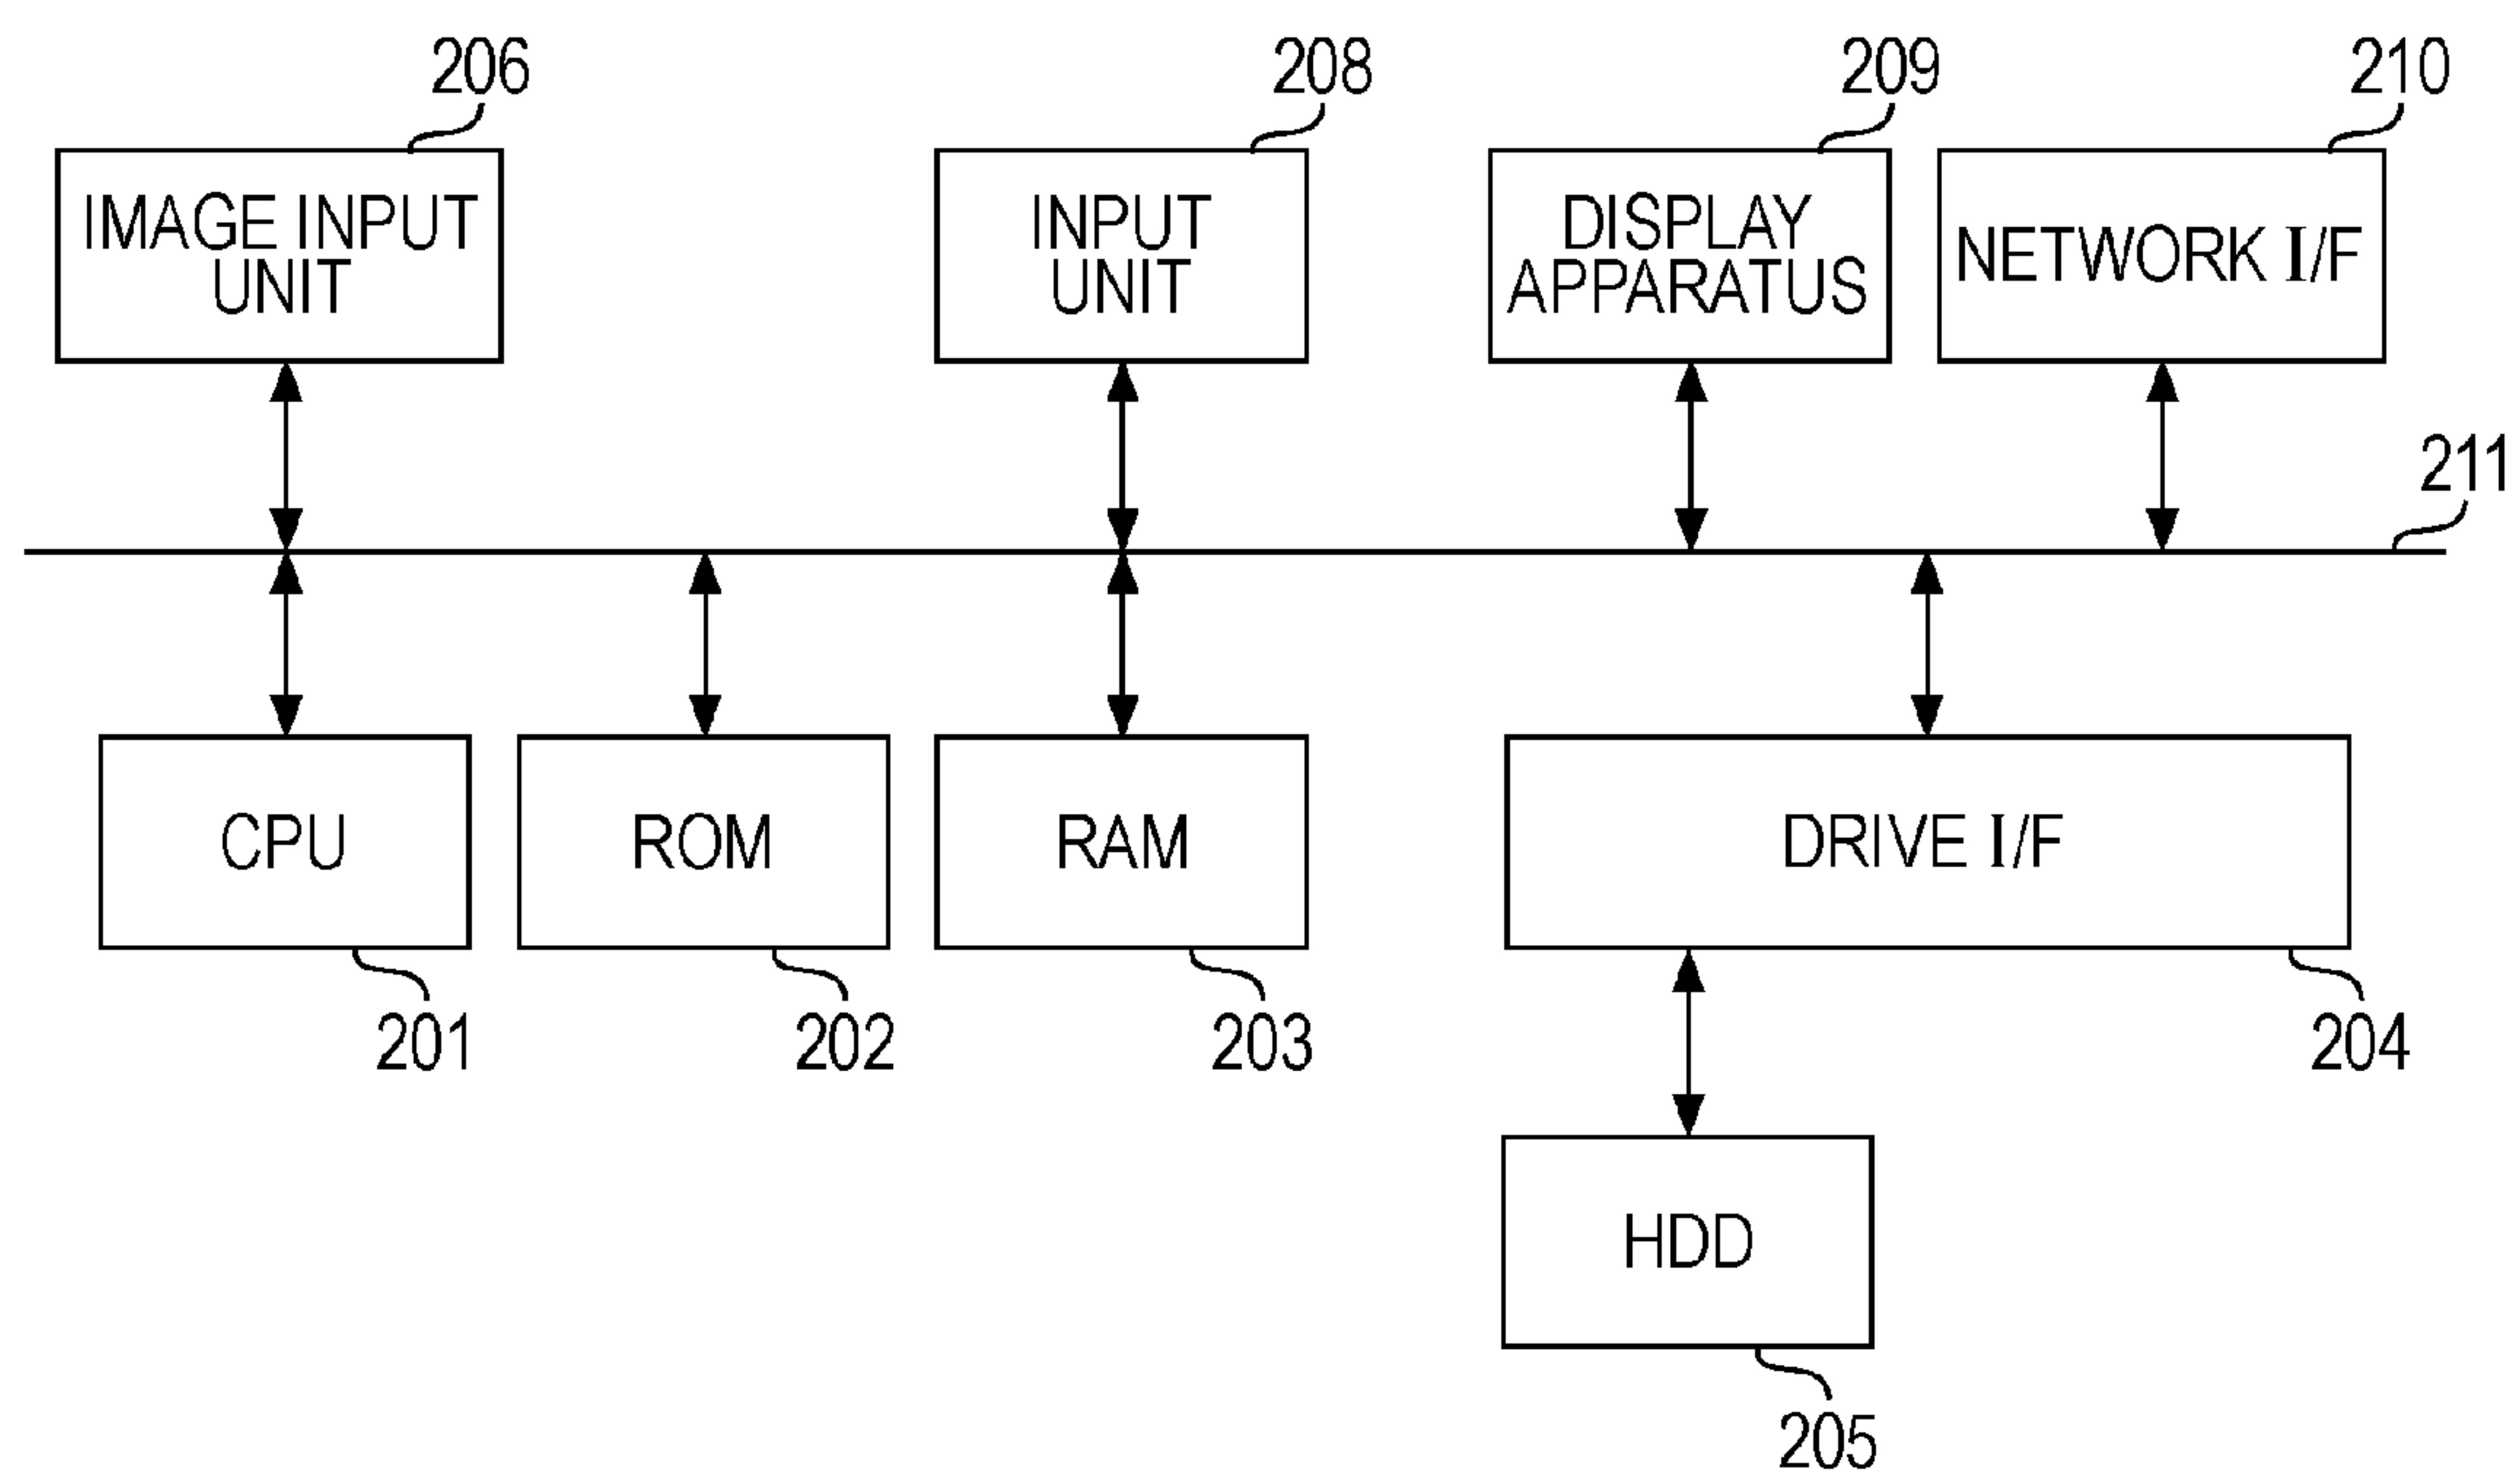 206
208
209
210
IMAGE INPUT
UNIT
INPUT
UNIT
DISPLAY
APPARATUS
NETWORK I/F
211
CPU
ROM
RAM
DRIVE I/F
201
202
203
204
HDD
205